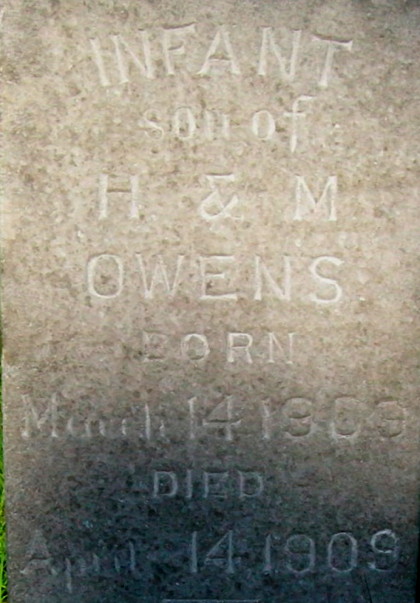 INFANT
son of
H & M
OWENS
BORN
March 14 1909
DIED
April 14 1909